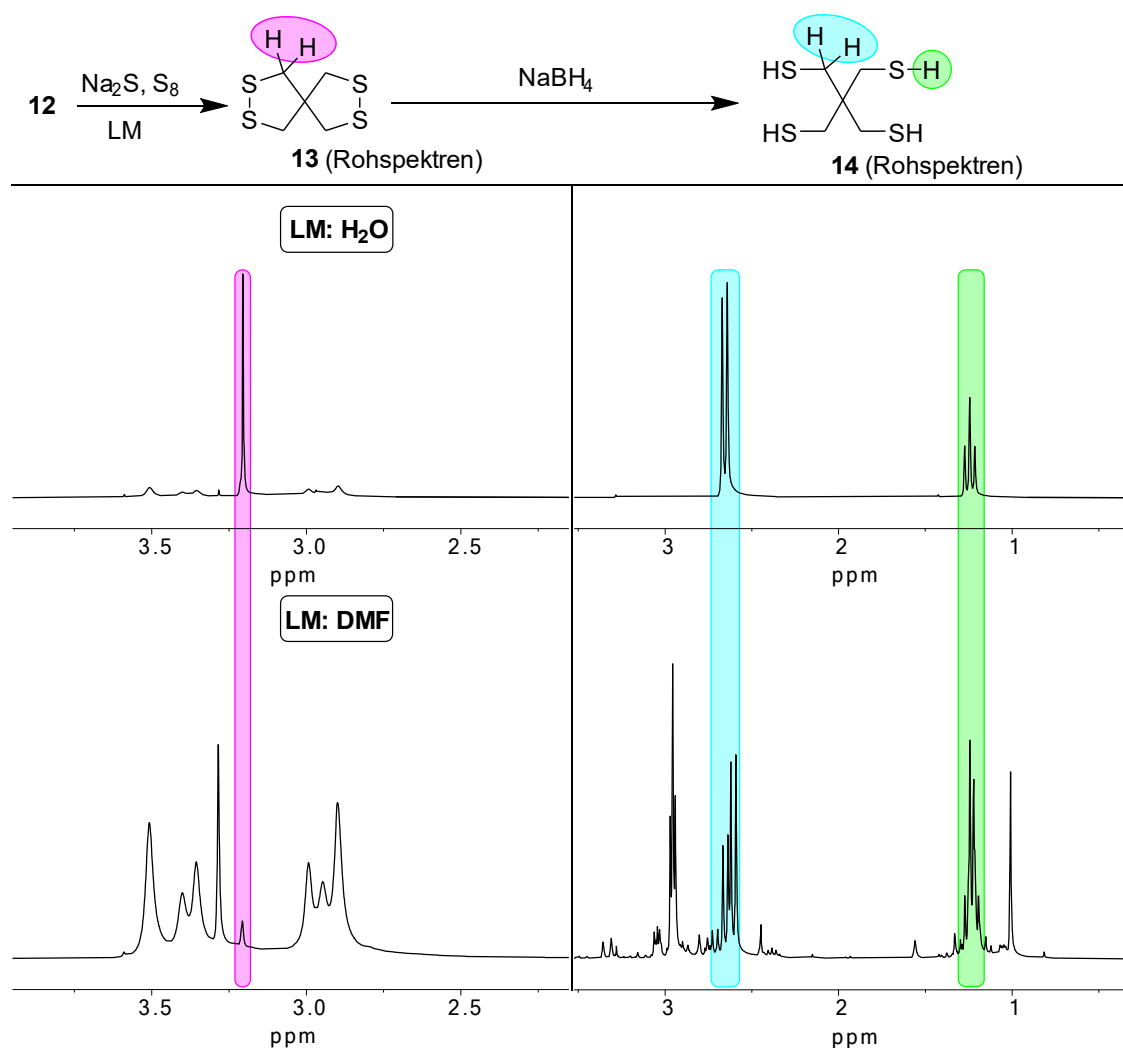 12
Na₂S, S₈
LM
H
H
S
S
S
S
13 (Rohspektren)
NaBH₄
H
H
HS
S
H
HS
SH
14 (Rohspektren)
LM: H₂O
3.5 3.0 2.5
ppm
3 2 1
ppm
LM: DMF
3.5 3.0 2.5
ppm
3 2 1
ppm